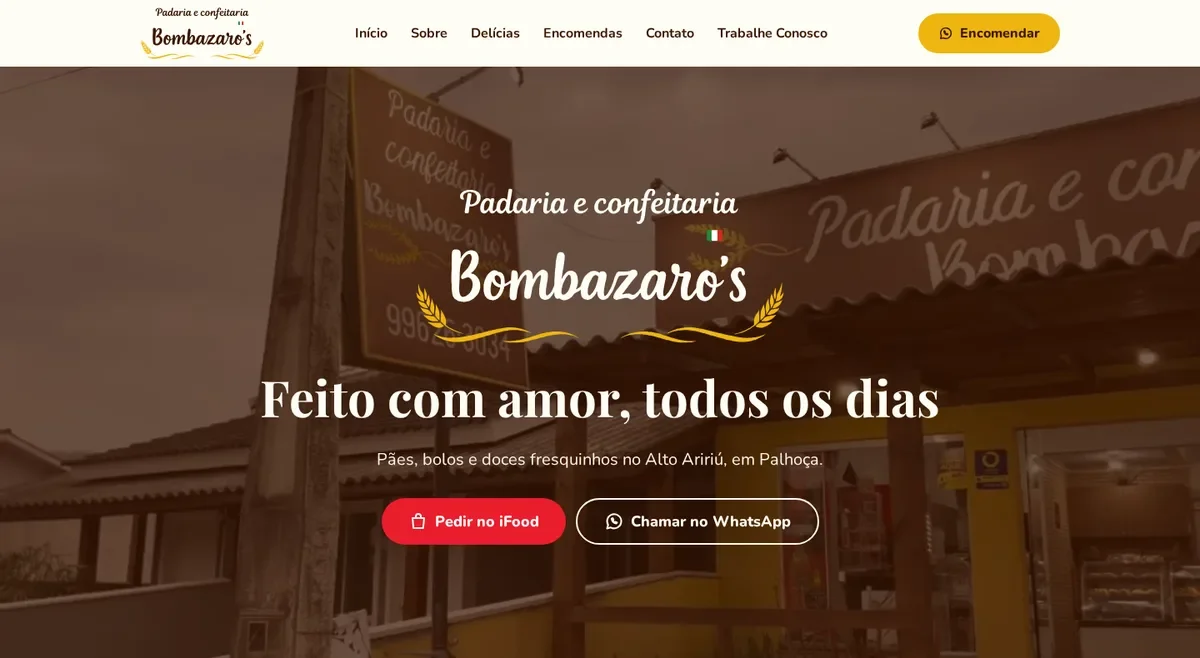 Padaria e confeitaria
Bombazaro's
Início Sobre Delícias Encomendas Contato Trabalhe Conosco
Encomendar
Padaria e
confeitaria
Bombazaro's
Padaria e con
Padaria e confeitaria
Bombazaro's
Feito com amor, todos os dias
Pães, bolos e doces fresquinhos no Alto Aririú, em Palhoça.
Pedir no iFood
Chamar no WhatsApp